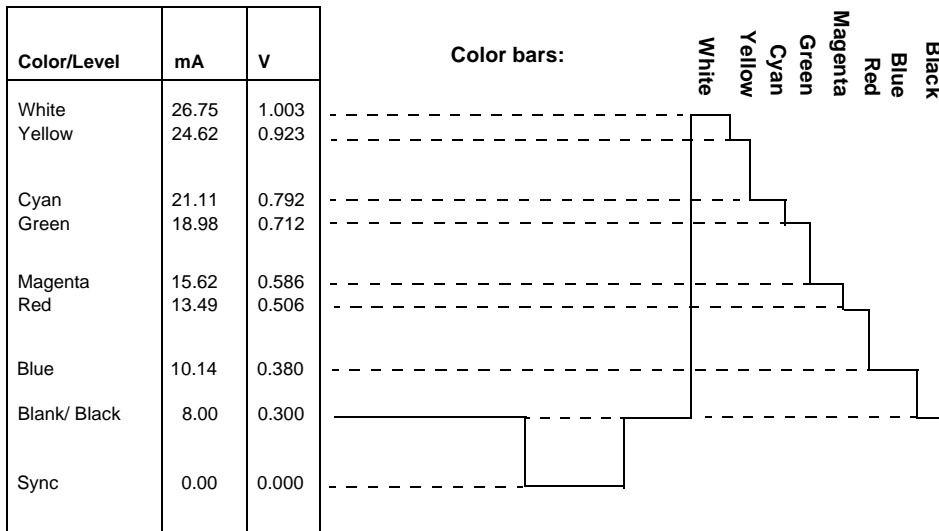 Color/Level mA V
White 26.75 1.003
Yellow 24.62 0.923
Cyan 21.11 0.792
Green 18.98 0.712
Magenta 15.62 0.586
Red 13.49 0.506
Blue 10.14 0.380
Blank/ Black 8.00 0.300
Sync 0.00 0.000
Color bars:
White
Yellow
Cyan
Green
Magenta
Red
Blue
Black